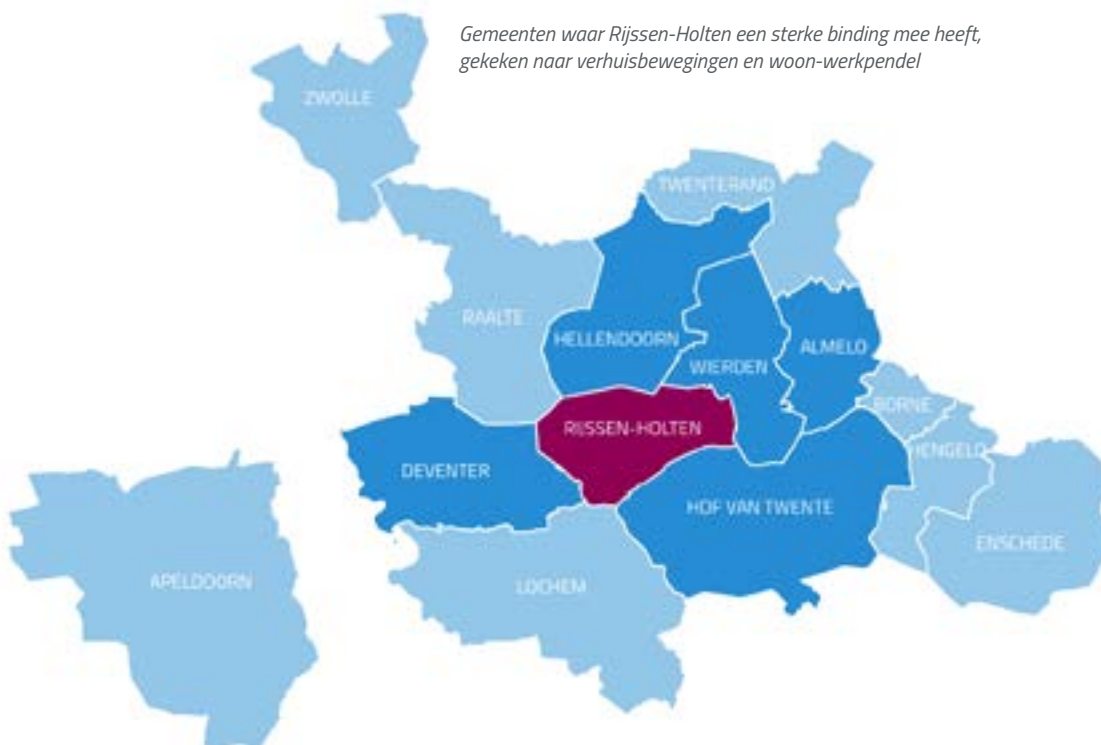 Gemeenten waar Rijssen-Holten een sterke binding mee heeft,
gekeken naar verhuisbewegingen en woon-werkpendel
ZWOLLE
TWENTERAND
RAALTE
HELLENDOORN
WIERDEN
ALMELO
BORNE
RIJSSEN-HOLTEN
HENGELO
DEVENTER
HOF VAN TWENTE
ENSCHEDE
APELDOORN
LOCHEM